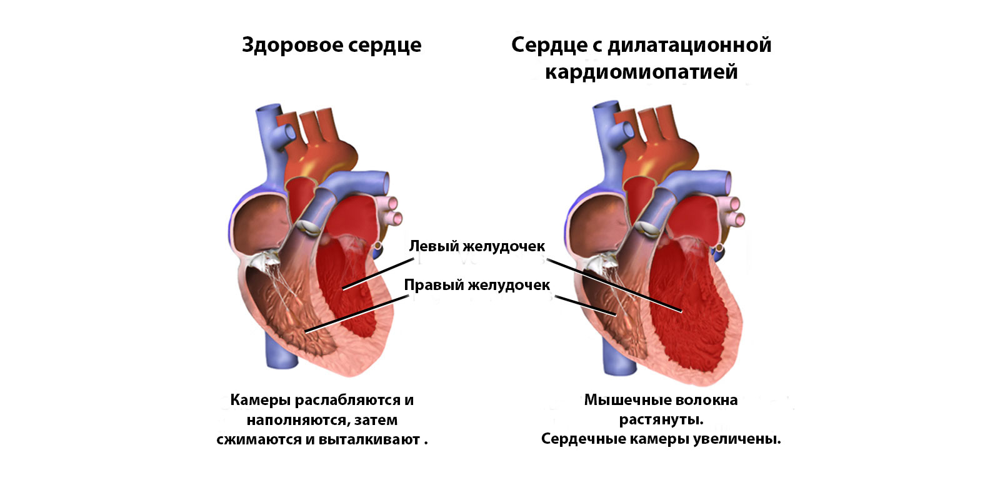 Здоровое сердце
Сердце с дилатационной
кардиомиопатией
Левый желудочек
Правый желудочек
Камеры расслабляются и
наполняются, затем
сжимаются и выталкивают .
Мышечные волокна
растянуты.
Сердечные камеры увеличены.